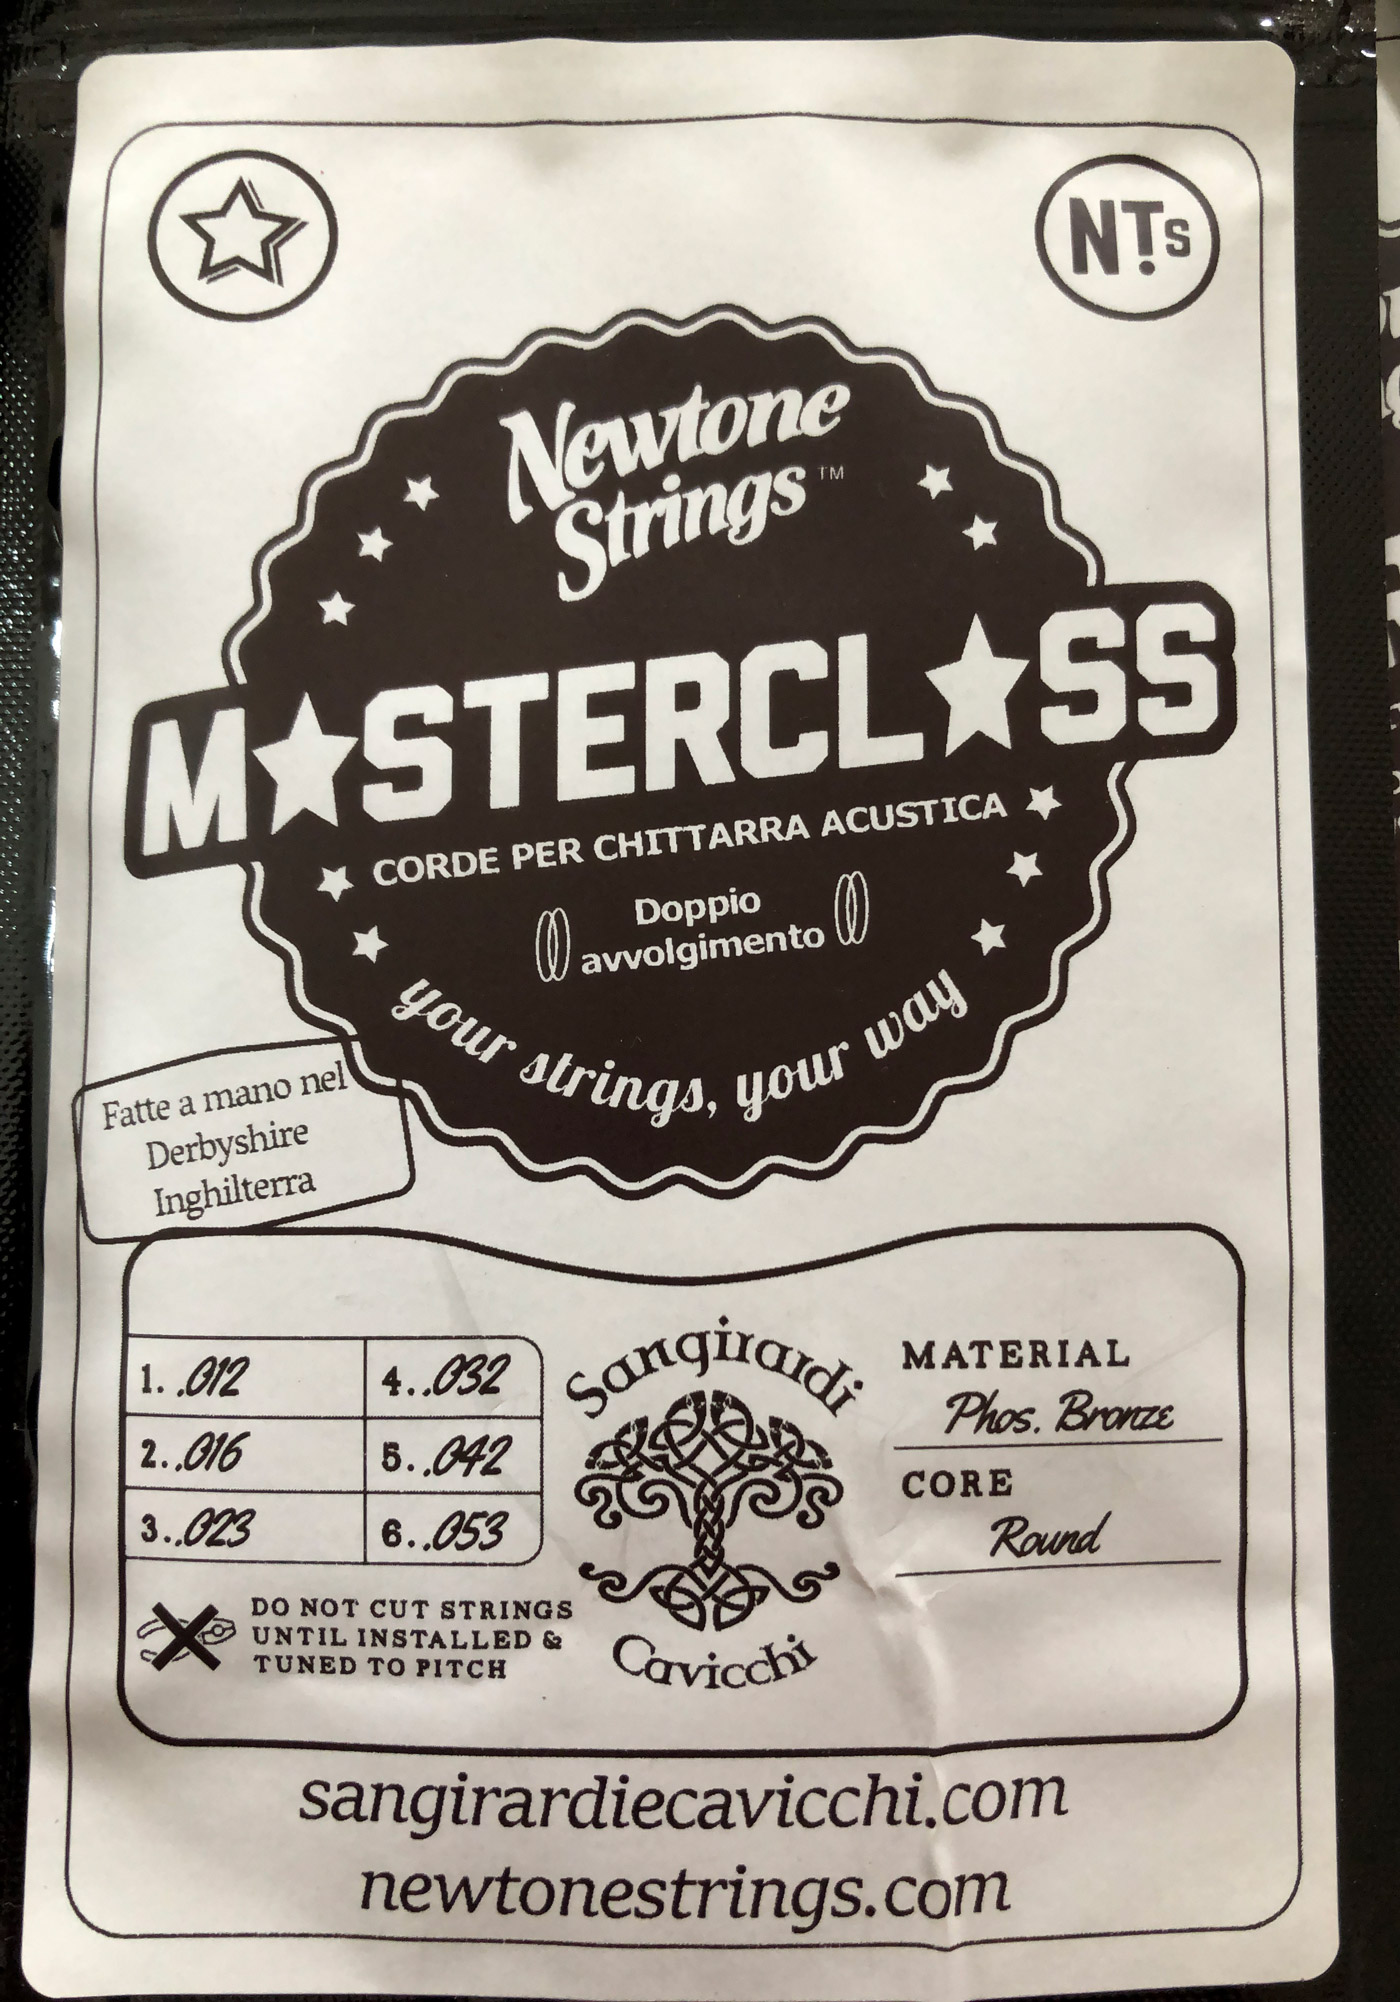 NTs
Newtone
Strings™
M★STERCL★SS
CORDE PER CHITTARRA ACUSTICA
Doppio
avvolgimento
your strings, your way
Fatte a mano nel
Derbyshire
Inghilterra
1. .012
4. .032
2. .016
5. .042
3. .023
6. .053
DO NOT CUT STRINGS
UNTIL INSTALLED &
TUNED TO PITCH
Sangirardi
Cavicchi
MATERIAL
Phos. Bronze
CORE
Round
sangirardiecavicchi.com
newtonestrings.com